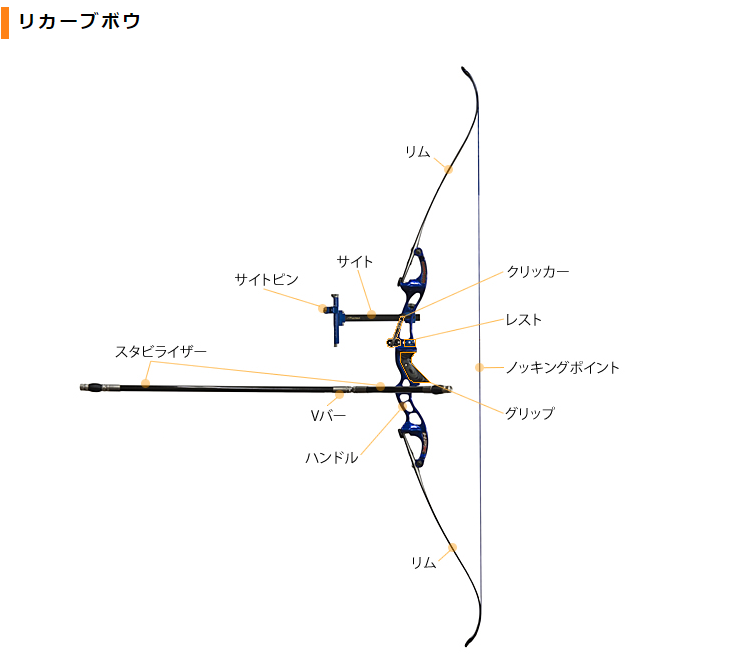 リカーブボウ
リム
サイト
サイトピン
クリッカー
レスト
スタビライザー
ノッキングポイント
Vバー
グリップ
ハンドル
リム